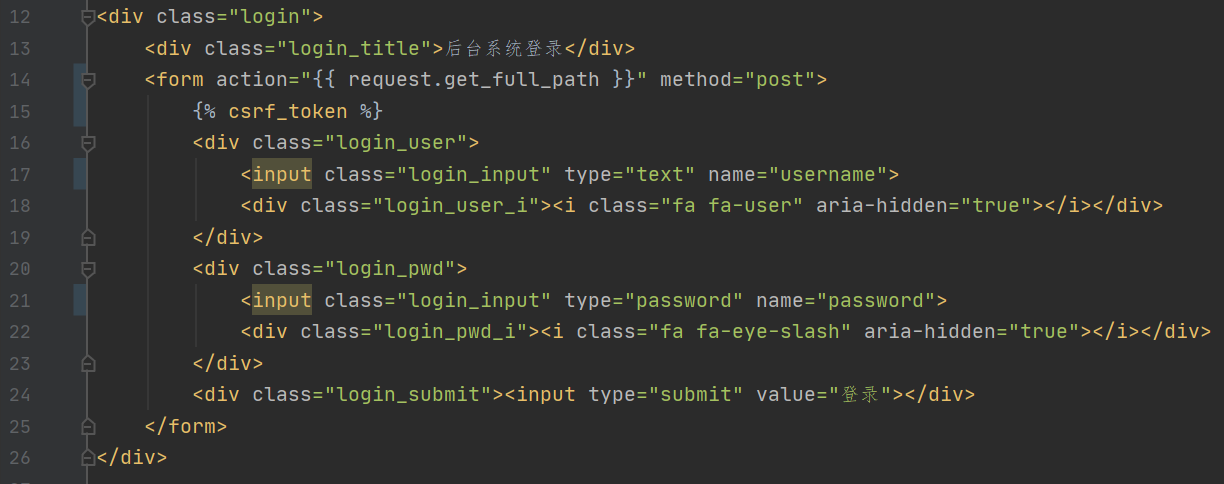 12 <div class="login">
13 <div class="login_title">后台系统登录</div>
14 <form action="{{ request.get_full_path }}" method="post">
15 {% csrf_token %}
16 <div class="login_user">
17 <input class="login_input" type="text" name="username">
18 <div class="login_user_i"><i class="fa fa-user" aria-hidden="true"></i></div>
19 </div>
20 <div class="login_pwd">
21 <input class="login_input" type="password" name="password">
22 <div class="login_pwd_i"><i class="fa fa-eye-slash" aria-hidden="true"></i></div>
23 </div>
24 <div class="login_submit"><input type="submit" value="登录"></div>
25 </form>
26 </div>